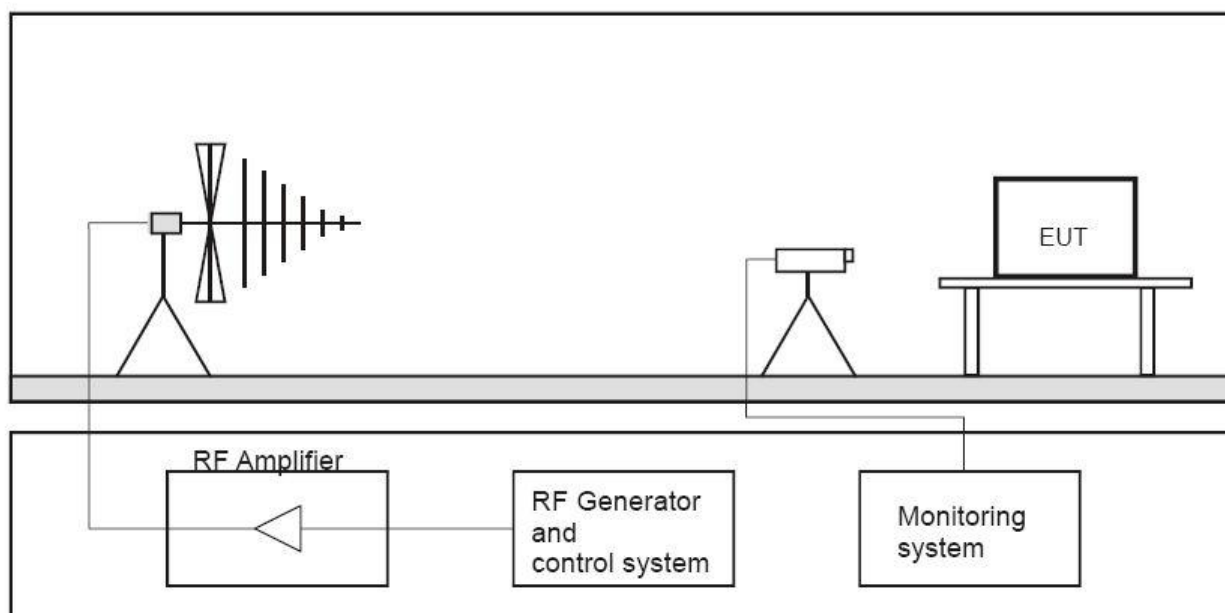 EUT
RF Amplifier
RF Generator
and
control system
Monitoring
system